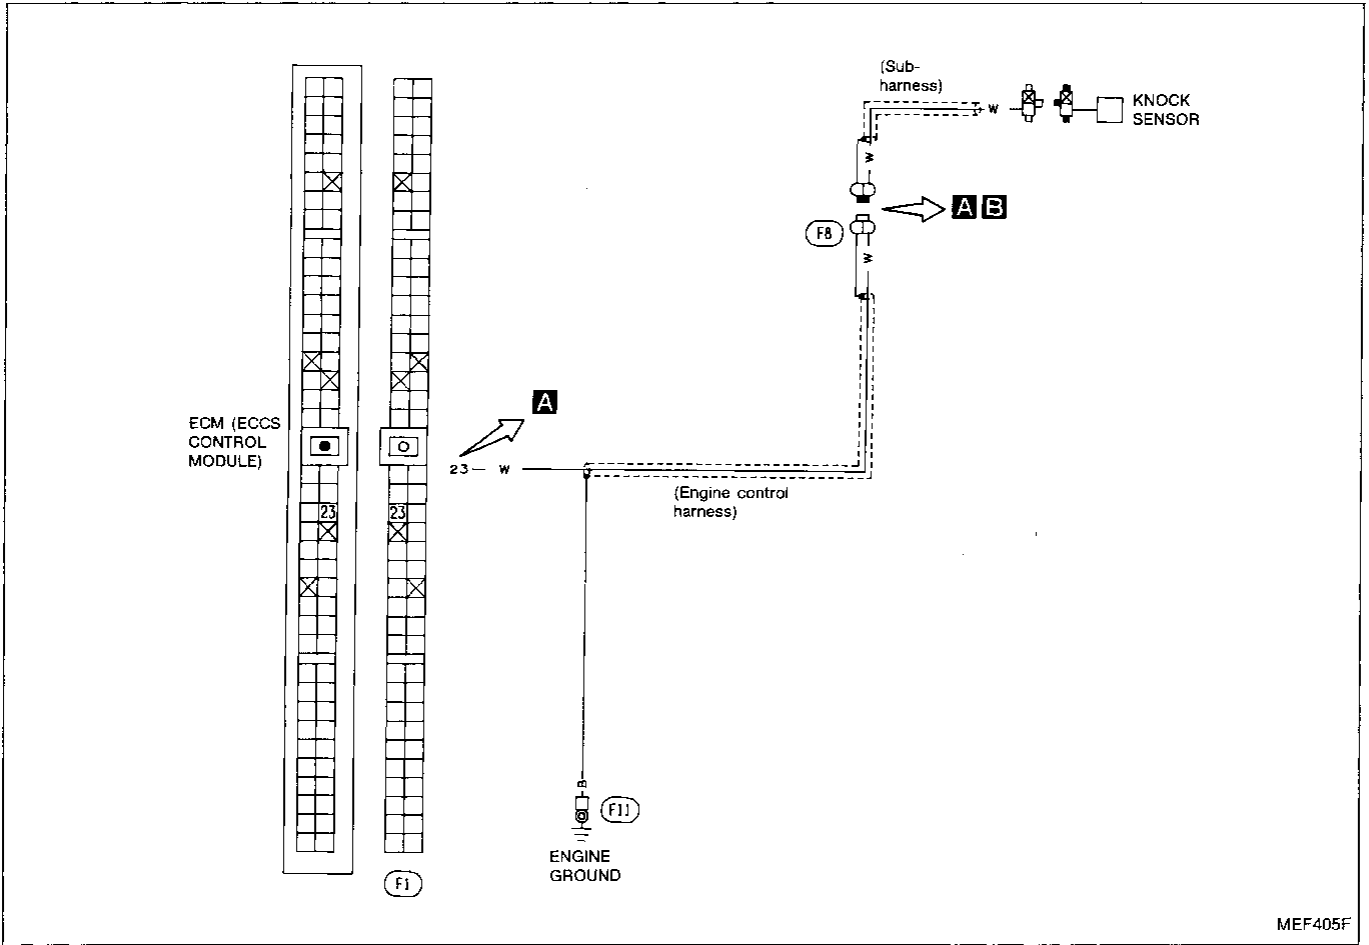 (Sub-
harness)
W
KNOCK
SENSOR
W
A B
F8
W
A
ECM (ECCS
CONTROL
MODULE)
23 W
(Engine control
harness)
23 23
B
F11
ENGINE
GROUND
F1
MEF405F